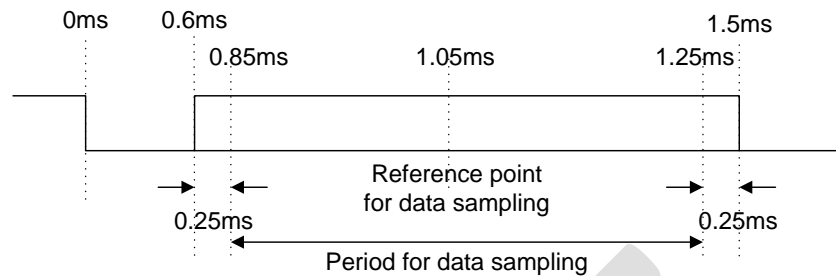 0ms 0.6ms 1.5ms
0.85ms 1.05ms 1.25ms
Reference point
for data sampling
0.25ms 0.25ms
Period for data sampling